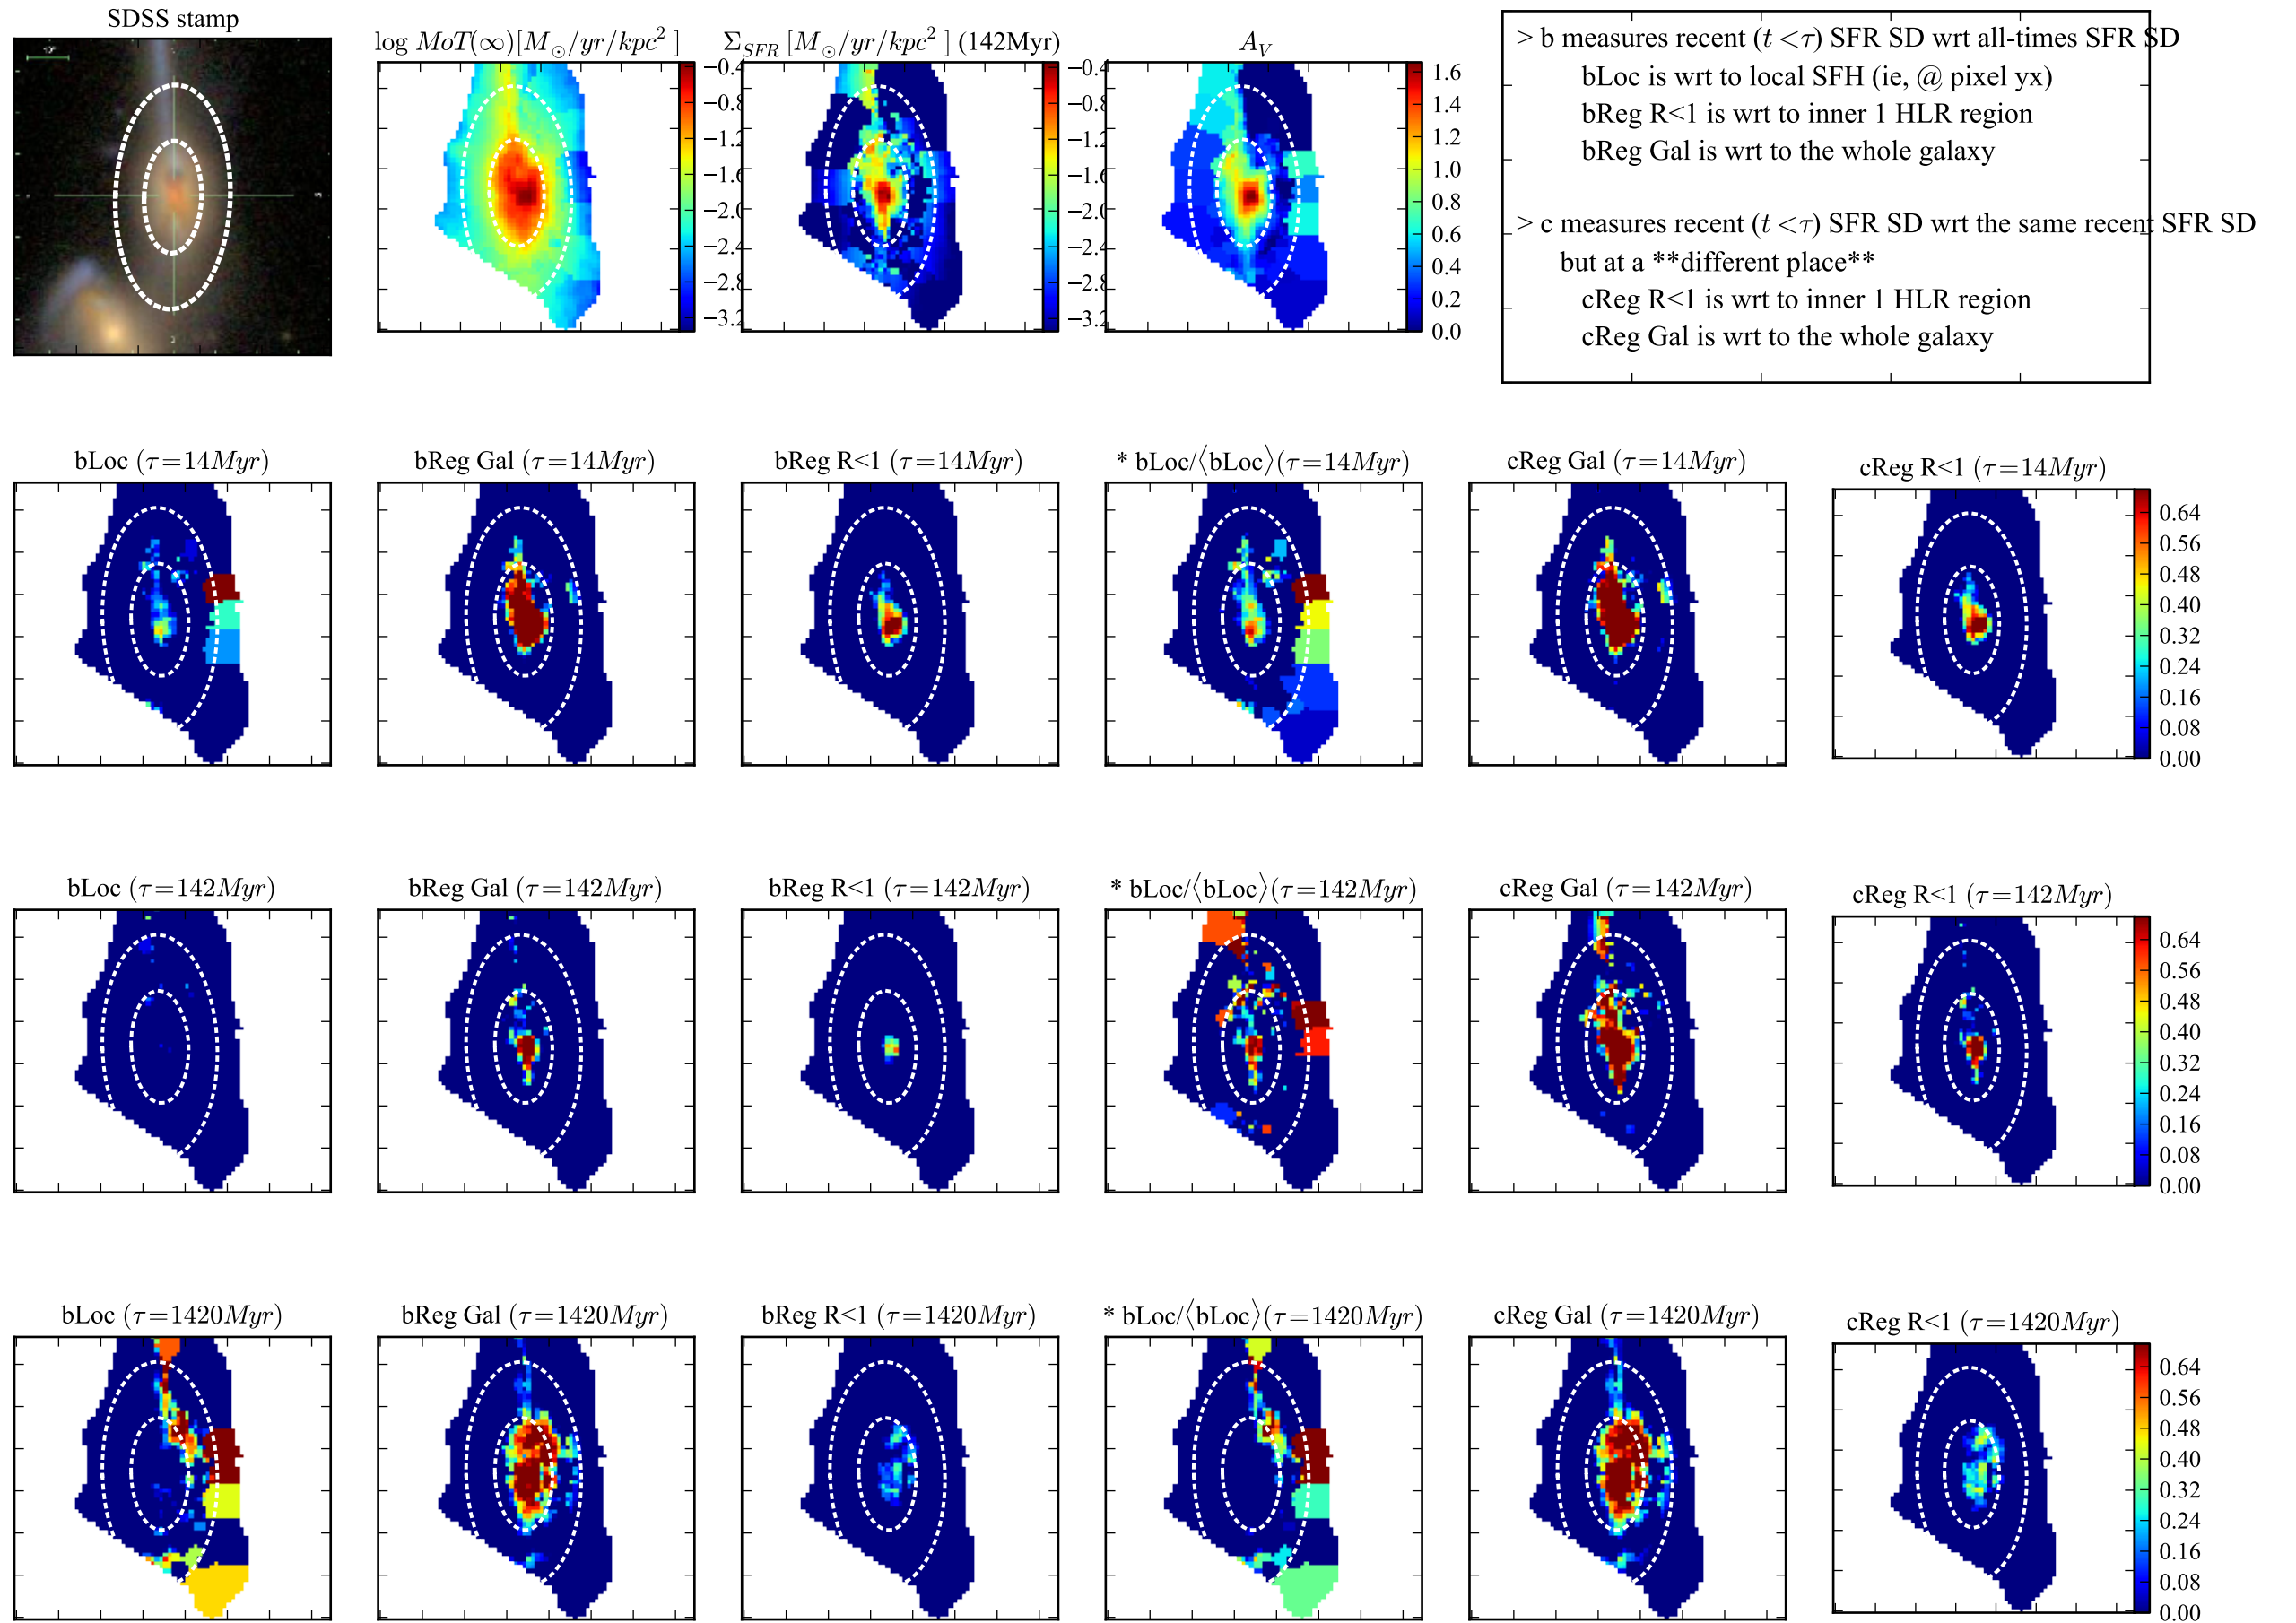 SDSS stamp
log MoT(∞)[M⊙/yr/kpc² ]
Σ_SFR [M⊙/yr/kpc² ] (142Myr)
A_V
−0.4
−0.8
−1.2
−1.6
−2.0
−2.4
−2.8
−3.2
−0.4
−0.8
−1.2
−1.6
−2.0
−2.4
−2.8
−3.2
1.6
1.4
1.2
1.0
0.8
0.6
0.4
0.2
0.0
> b measures recent (t <τ) SFR SD wrt all-times SFR SD
bLoc is wrt to local SFH (ie, @ pixel yx)
bReg R<1 is wrt to inner 1 HLR region
bReg Gal is wrt to the whole galaxy
> c measures recent (t <τ) SFR SD wrt the same recent SFR SD
but at a **different place**
cReg R<1 is wrt to inner 1 HLR region
cReg Gal is wrt to the whole galaxy
bLoc (τ=14Myr)
bReg Gal (τ=14Myr)
bReg R<1 (τ=14Myr)
* bLoc/⟨bLoc⟩(τ=14Myr)
cReg Gal (τ=14Myr)
cReg R<1 (τ=14Myr)
0.64
0.56
0.48
0.40
0.32
0.24
0.16
0.08
0.00
bLoc (τ=142Myr)
bReg Gal (τ=142Myr)
bReg R<1 (τ=142Myr)
* bLoc/⟨bLoc⟩(τ=142Myr)
cReg Gal (τ=142Myr)
cReg R<1 (τ=142Myr)
0.64
0.56
0.48
0.40
0.32
0.24
0.16
0.08
0.00
bLoc (τ=1420Myr)
bReg Gal (τ=1420Myr)
bReg R<1 (τ=1420Myr)
* bLoc/⟨bLoc⟩(τ=1420Myr)
cReg Gal (τ=1420Myr)
cReg R<1 (τ=1420Myr)
0.64
0.56
0.48
0.40
0.32
0.24
0.16
0.08
0.00